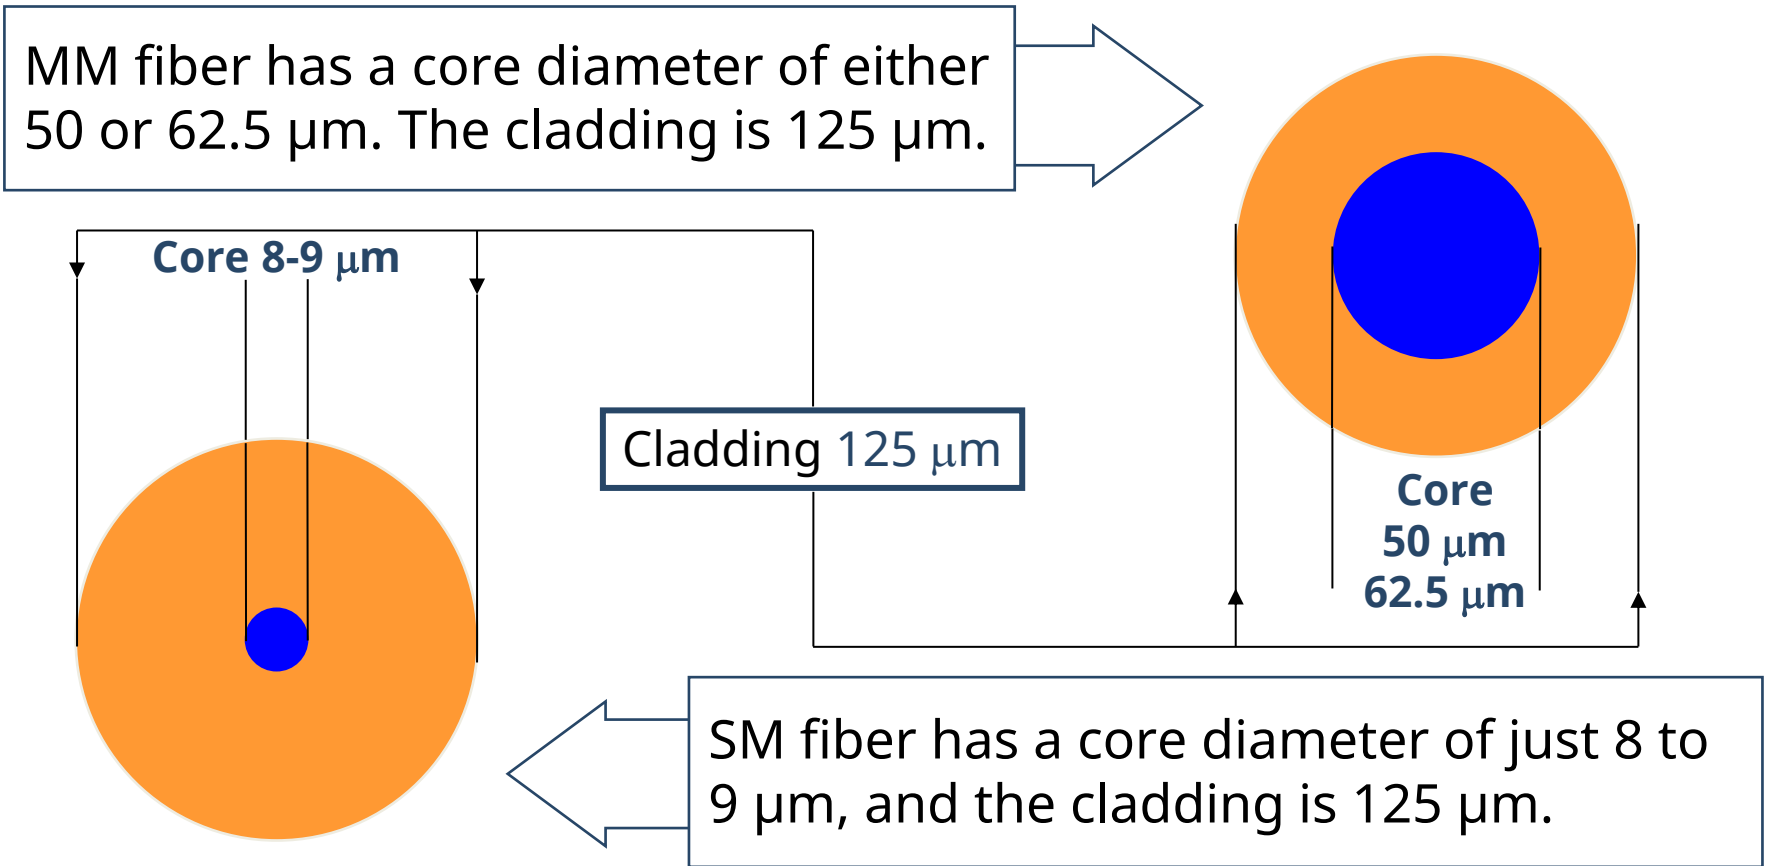 MM fiber has a core diameter of either
50 or 62.5 µm. The cladding is 125 µm.
Core 8-9 µm
Cladding 125 µm
Core
50 µm
62.5 µm
SM fiber has a core diameter of just 8 to
9 µm, and the cladding is 125 µm.